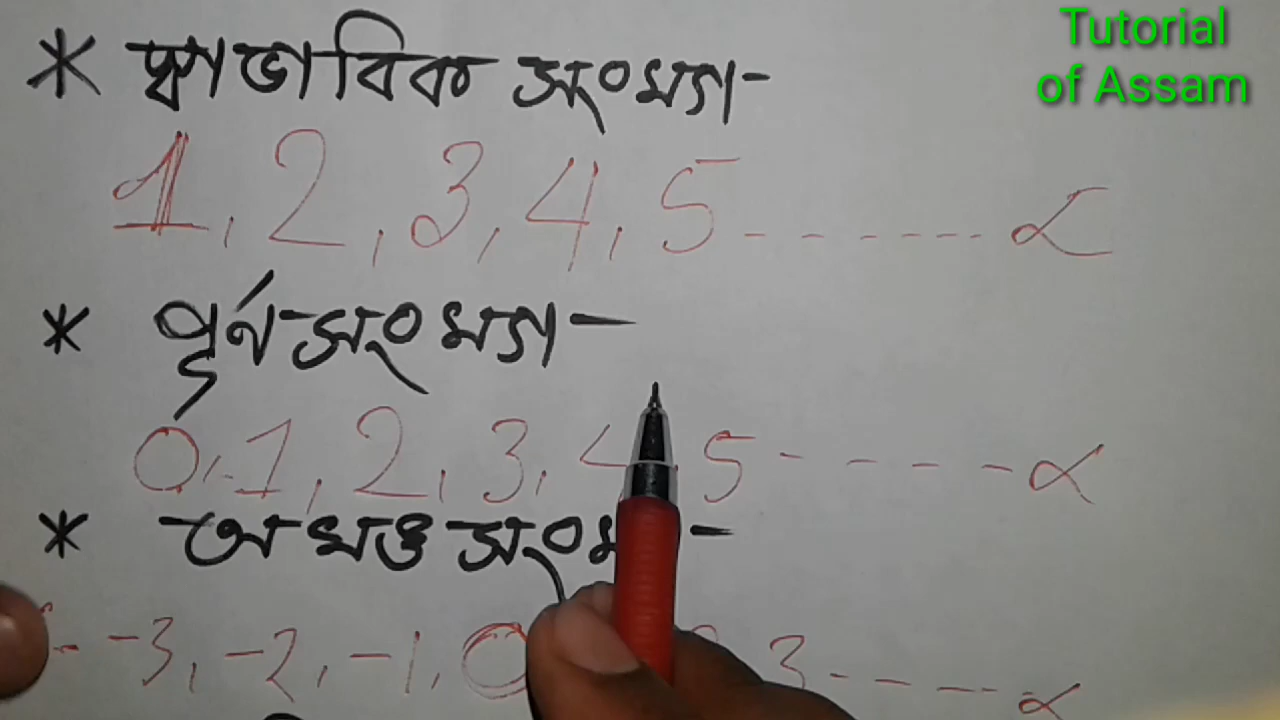 Tutorial
of Assam
* স্বাভাবিক সংখ্যা-
1, 2, 3, 4, 5 - - - - - - ∝
* পূৰ্ণ সংখ্যা -
0, 1, 2, 3, 4 5 - - - - ∝
* অখণ্ড -
- -3, -2, -1, 0 3 - - - - ∝